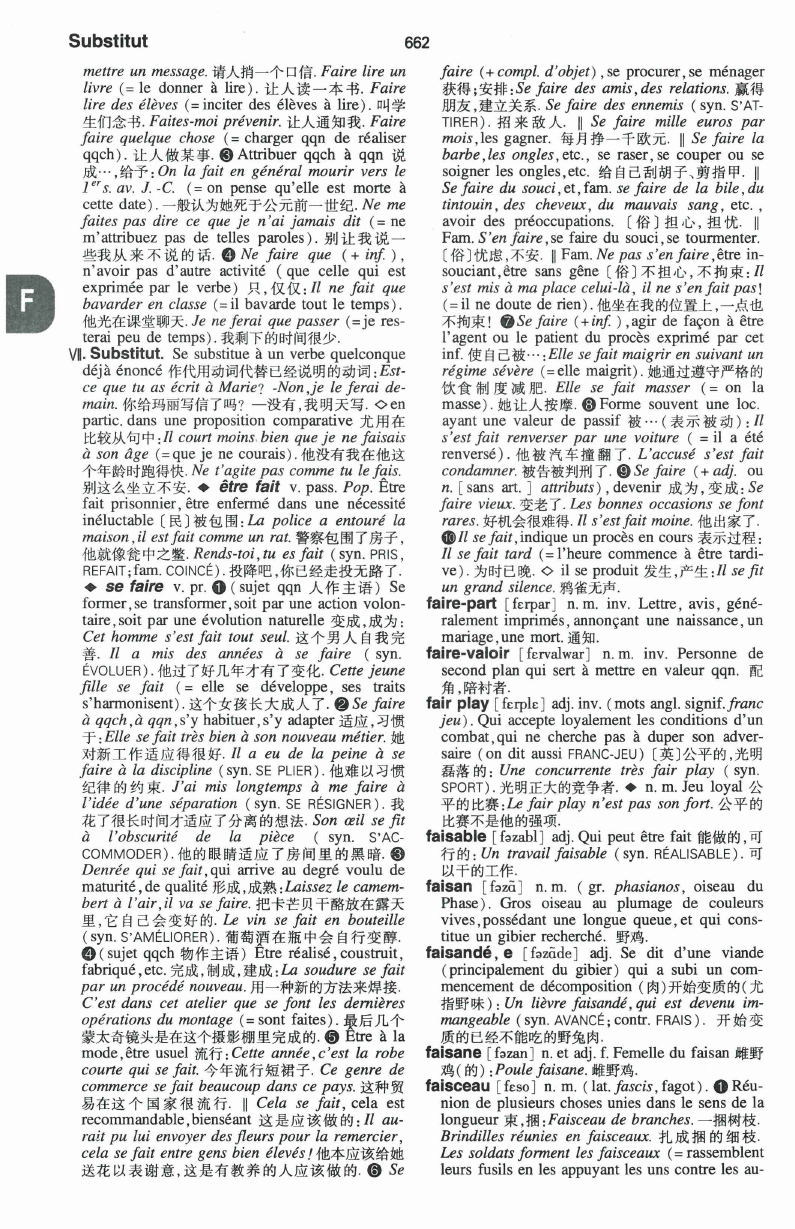 Substitut
662
mettre un message. 请人捎一个口信. Faire lire un
livre (= le donner à lire). 让人读一本书. Faire
lire des élèves (= inciter des élèves à lire). 叫学
生们念书. Faites-moi prévenir. 让人通知我. Faire
faire quelque chose (= charger qqn de réaliser
qqch). 让人做某事. ❸ Attribuer qqch à qqn 说
成…,给予: On la fait en général mourir vers le
1er s. av. J. -C. (= on pense qu'elle est morte à
cette date). 一般认为她死于公元前一世纪. Ne me
faites pas dire ce que je n'ai jamais dit (= ne
m'attribuez pas de telles paroles). 别让我说一
些我从来不说的话. ❹ Ne faire que (+ inf.),
n'avoir pas d'autre activité (que celle qui est
exprimée par le verbe) 只,仅仅: Il ne fait que
bavarder en classe (= il bavarde tout le temps).
他光在课堂聊天. Je ne ferai que passer (= je res-
terai peu de temps). 我剩下的时间很少.
Ⅶ. Substitut. Se substitue à un verbe quelconque
déjà énoncé 作代用动词代替已经说明的动词: Est-
ce que tu as écrit à Marie? -Non, je le ferai de-
main. 你给玛丽写信了吗? —没有,我明天写. ◇ en
partic. dans une proposition comparative 尤用在
比较从句中: Il court moins bien que je ne faisais
à son âge (= que je ne courais). 他没有我在他这
个年龄时跑得快. Ne t'agite pas comme tu le fais.
别这么坐立不安. ◆ être fait v. pass. Pop. Être
fait prisonnier, être enfermé dans une nécessité
inéluctable [民]被包围: La police a entouré la
maison, il est fait comme un rat. 警察包围了房子,
他就像瓮中之鳖. Rends-toi, tu es fait (syn. PRIS,
REFAIT; fam. COINCÉ). 投降吧,你已经走投无路了.
◆ se faire v. pr. ❶ (sujet qqn 人作主语) Se
former, se transformer, soit par une action volon-
taire, soit par une évolution naturelle 变成,成为:
Cet homme s'est fait tout seul. 这个男人自我完
善. Il a mis des années à se faire (syn.
ÉVOLUER). 他过了好几年才有了变化. Cette jeune
fille se fait (= elle se développe, ses traits
s'harmonisent). 这个女孩长大成人了. ❷ Se faire
à qqch, à qqn, s'y habituer, s'y adapter 适应,习惯
于: Elle se fait très bien à son nouveau métier. 她
对新工作适应得很好. Il a eu de la peine à se
faire à la discipline (syn. SE PLIER). 他难以习惯
纪律的约束. J'ai mis longtemps à me faire à
l'idée d'une séparation (syn. SE RÉSIGNER). 我
花了很长时间才适应了分离的想法. Son œil se fit
à l'obscurité de la pièce (syn. S'AC-
COMMODER). 他的眼睛适应了房间里的黑暗. ❸
Denrée qui se fait, qui arrive au degré voulu de
maturité, de qualité 形成,成熟: Laissez le camem-
bert à l'air, il va se faire. 把卡芒贝干酪放在露天
里,它自己会变好的. Le vin se fait en bouteille
(syn. S'AMÉLIORER). 葡萄酒在瓶中会自行变醇.
❹ (sujet qqch 物作主语) Être réalisé, coustruit,
fabriqué, etc. 完成,制成,建成: La soudure se fait
par un procédé nouveau. 用一种新的方法来焊接.
C'est dans cet atelier que se font les dernières
opérations du montage (= sont faites). 最后几个
蒙太奇镜头是在这个摄影棚里完成的. ❺ Être à la
mode, être usuel 流行: Cette année, c'est la robe
courte qui se fait. 今年流行短裙子. Ce genre de
commerce se fait beaucoup dans ce pays. 这种贸
易在这个国家很流行. ‖ Cela se fait, cela est
recommandable, bienséant 这是应该做的: Il au-
rait pu lui envoyer des fleurs pour la remercier,
cela se fait entre gens bien élevés! 他本应该给她
送花以表谢意,这是有教养的人应该做的. ❻ Se
F
faire (+ compl. d'objet), se procurer, se ménager
获得;安排: Se faire des amis, des relations. 赢得
朋友,建立关系. Se faire des ennemis (syn. S'AT-
TIRER). 招来敌人. ‖ Se faire mille euros par
mois, les gagner. 每月挣一千欧元. ‖ Se faire la
barbe, les ongles, etc., se raser, se couper ou se
soigner les ongles, etc. 给自己刮胡子、剪指甲. ‖
Se faire du souci, et, fam. se faire de la bile, du
tintouin, des cheveux, du mauvais sang, etc.,
avoir des préoccupations. [俗]担心,担忧. ‖
Fam. S'en faire, se faire du souci, se tourmenter.
[俗]忧虑,不安. ‖ Fam. Ne pas s'en faire, être in-
souciant, être sans gêne [俗]不担心,不拘束: Il
s'est mis à ma place celui-là, il ne s'en fait pas!
(= il ne doute de rien). 他坐在我的位置上,一点也
不拘束! ❼ Se faire (+ inf.), agir de façon à être
l'agent ou le patient du procès exprimé par cet
inf. 使自己被…: Elle se fait maigrir en suivant un
régime sévère (= elle maigrit). 她通过遵守严格的
饮食制度减肥. Elle se fait masser (= on la
masse). 她让人按摩. ❽ Forme souvent une loc.
ayant une valeur de passif 被…(表示被动): Il
s'est fait renverser par une voiture (= il a été
renversé). 他被汽车撞翻了. L'accusé s'est fait
condamner. 被告被判刑了. ❾ Se faire (+ adj. ou
n. [sans art.] attributs), devenir 成为,变成: Se
faire vieux. 变老了. Les bonnes occasions se font
rares. 好机会很难得. Il s'est fait moine. 他出家了.
❿ Il se fait, indique un procès en cours 表示过程:
Il se fait tard (= l'heure commence à être tardi-
ve). 为时已晚. ◇ il se produit 发生,产生: Il se fit
un grand silence. 鸦雀无声.
faire-part [fɛrpar] n. m. inv. Lettre, avis, géné-
ralement imprimés, annonçant une naissance, un
mariage, une mort. 通知.
faire-valoir [fɛrvalwar] n. m. inv. Personne de
second plan qui sert à mettre en valeur qqn. 配
角,陪衬者.
fair play [fɛrplɛ] adj. inv. (mots angl. signif. franc
jeu). Qui accepte loyalement les conditions d'un
combat, qui ne cherche pas à duper son adver-
saire (on dit aussi FRANC-JEU) [英]公平的,光明
磊落的: Une concurrente très fair play (syn.
SPORT). 光明正大的竞争者. ◆ n. m. Jeu loyal 公
平的比赛: Le fair play n'est pas son fort. 公平的
比赛不是他的强项.
faisable [fəzabl] adj. Qui peut être fait 能做的,可
行的: Un travail faisable (syn. RÉALISABLE). 可
以干的工作.
faisan [fəzɑ̃] n. m. (gr. phasianos, oiseau du
Phase). Gros oiseau au plumage de couleurs
vives, possédant une longue queue, et qui cons-
titue un gibier recherché. 野鸡.
faisandé, e [fəzɑ̃de] adj. Se dit d'une viande
(principalement du gibier) qui a subi un com-
mencement de décomposition (肉)开始变质的(尤
指野味): Un lièvre faisandé, qui est devenu im-
mangeable (syn. AVANCÉ; contr. FRAIS). 开始变
质的已经不能吃的野兔肉.
faisane [fəzan] n. et adj. f. Femelle du faisan 雌野
鸡(的): Poule faisane. 雌野鸡.
faisceau [fɛso] n. m. (lat. fascis, fagot). ❶ Réu-
nion de plusieurs choses unies dans le sens de la
longueur 束,捆: Faisceau de branches. 一捆树枝.
Brindilles réunies en faisceaux. 扎成捆的细枝.
Les soldats forment les faisceaux (= rassemblent
leurs fusils en les appuyant les uns contre les au-